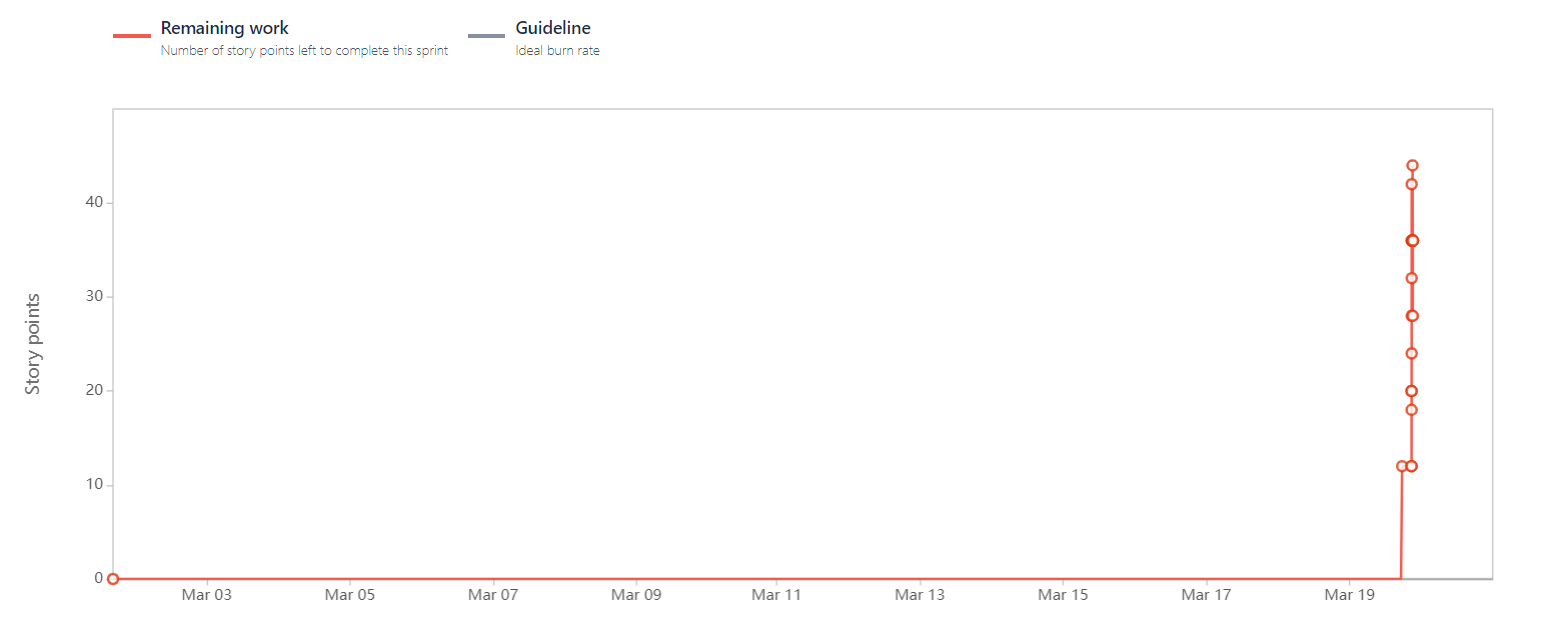 Remaining work
Number of story points left to complete this sprint
Guideline
Ideal burn rate
Story points
40
30
20
10
0
Mar 03
Mar 05
Mar 07
Mar 09
Mar 11
Mar 13
Mar 15
Mar 17
Mar 19